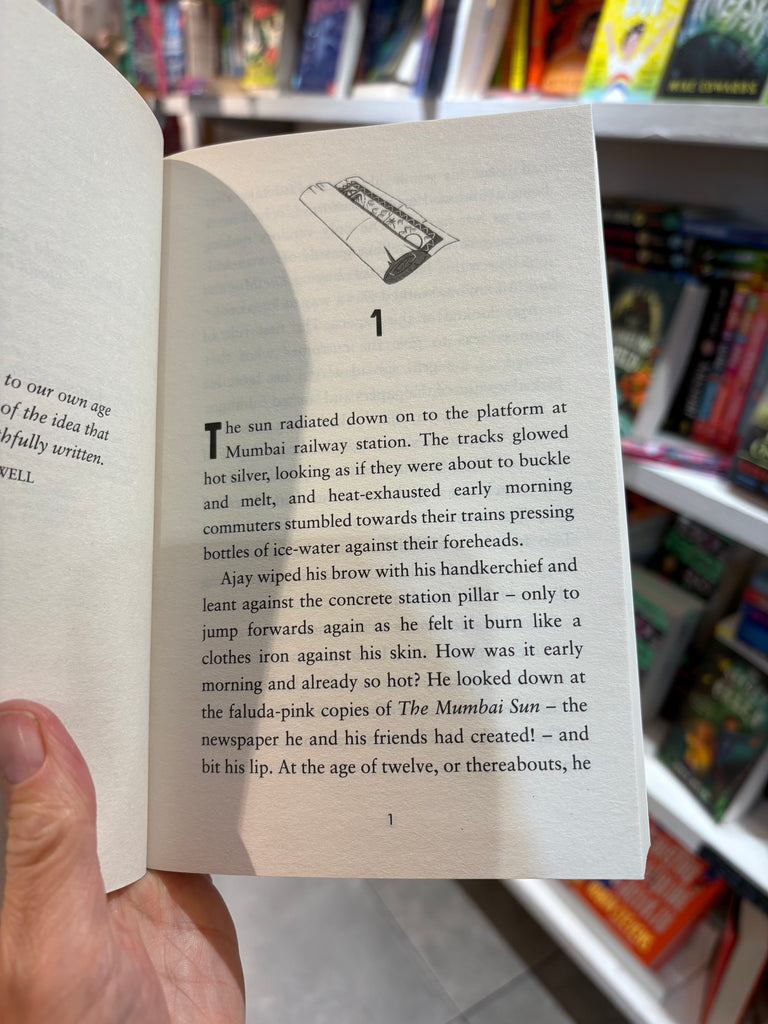 to our own age
of the idea that
written.
1
The sun radiated down on to the platform at
Mumbai railway station. The tracks glowed
hot silver, looking as if they were about to buckle
and melt, and heat-exhausted early morning
commuters stumbled towards their trains pressing
bottles of ice-water against their foreheads.
Ajay wiped his brow with his handkerchief and
leant against the concrete station pillar – only to
jump forwards again as he felt it burn like a
clothes iron against his skin. How was it early
morning and already so hot? He looked down at
the faluda-pink copies of The Mumbai Sun – the
newspaper he and his friends had created! – and
bit his lip. At the age of twelve, or thereabouts, he
1